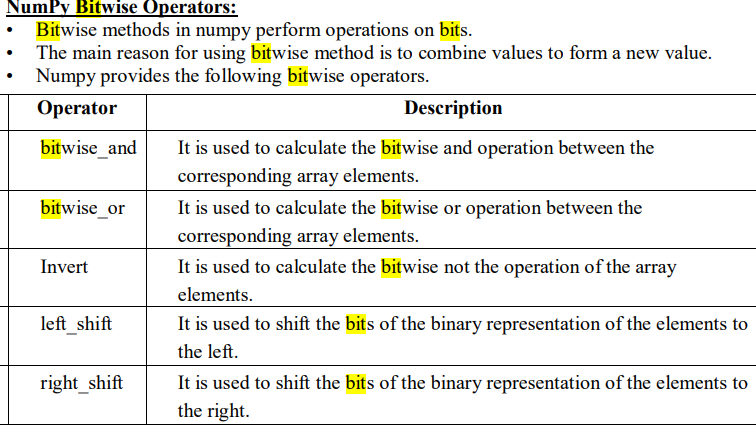 NumPy Bitwise Operators:
• Bitwise methods in numpy perform operations on bits.
• The main reason for using bitwise method is to combine values to form a new value.
• Numpy provides the following bitwise operators.
Operator Description
bitwise_and It is used to calculate the bitwise and operation between the
corresponding array elements.
bitwise_or It is used to calculate the bitwise or operation between the
corresponding array elements.
Invert It is used to calculate the bitwise not the operation of the array
elements.
left_shift It is used to shift the bits of the binary representation of the elements to
the left.
right_shift It is used to shift the bits of the binary representation of the elements to
the right.